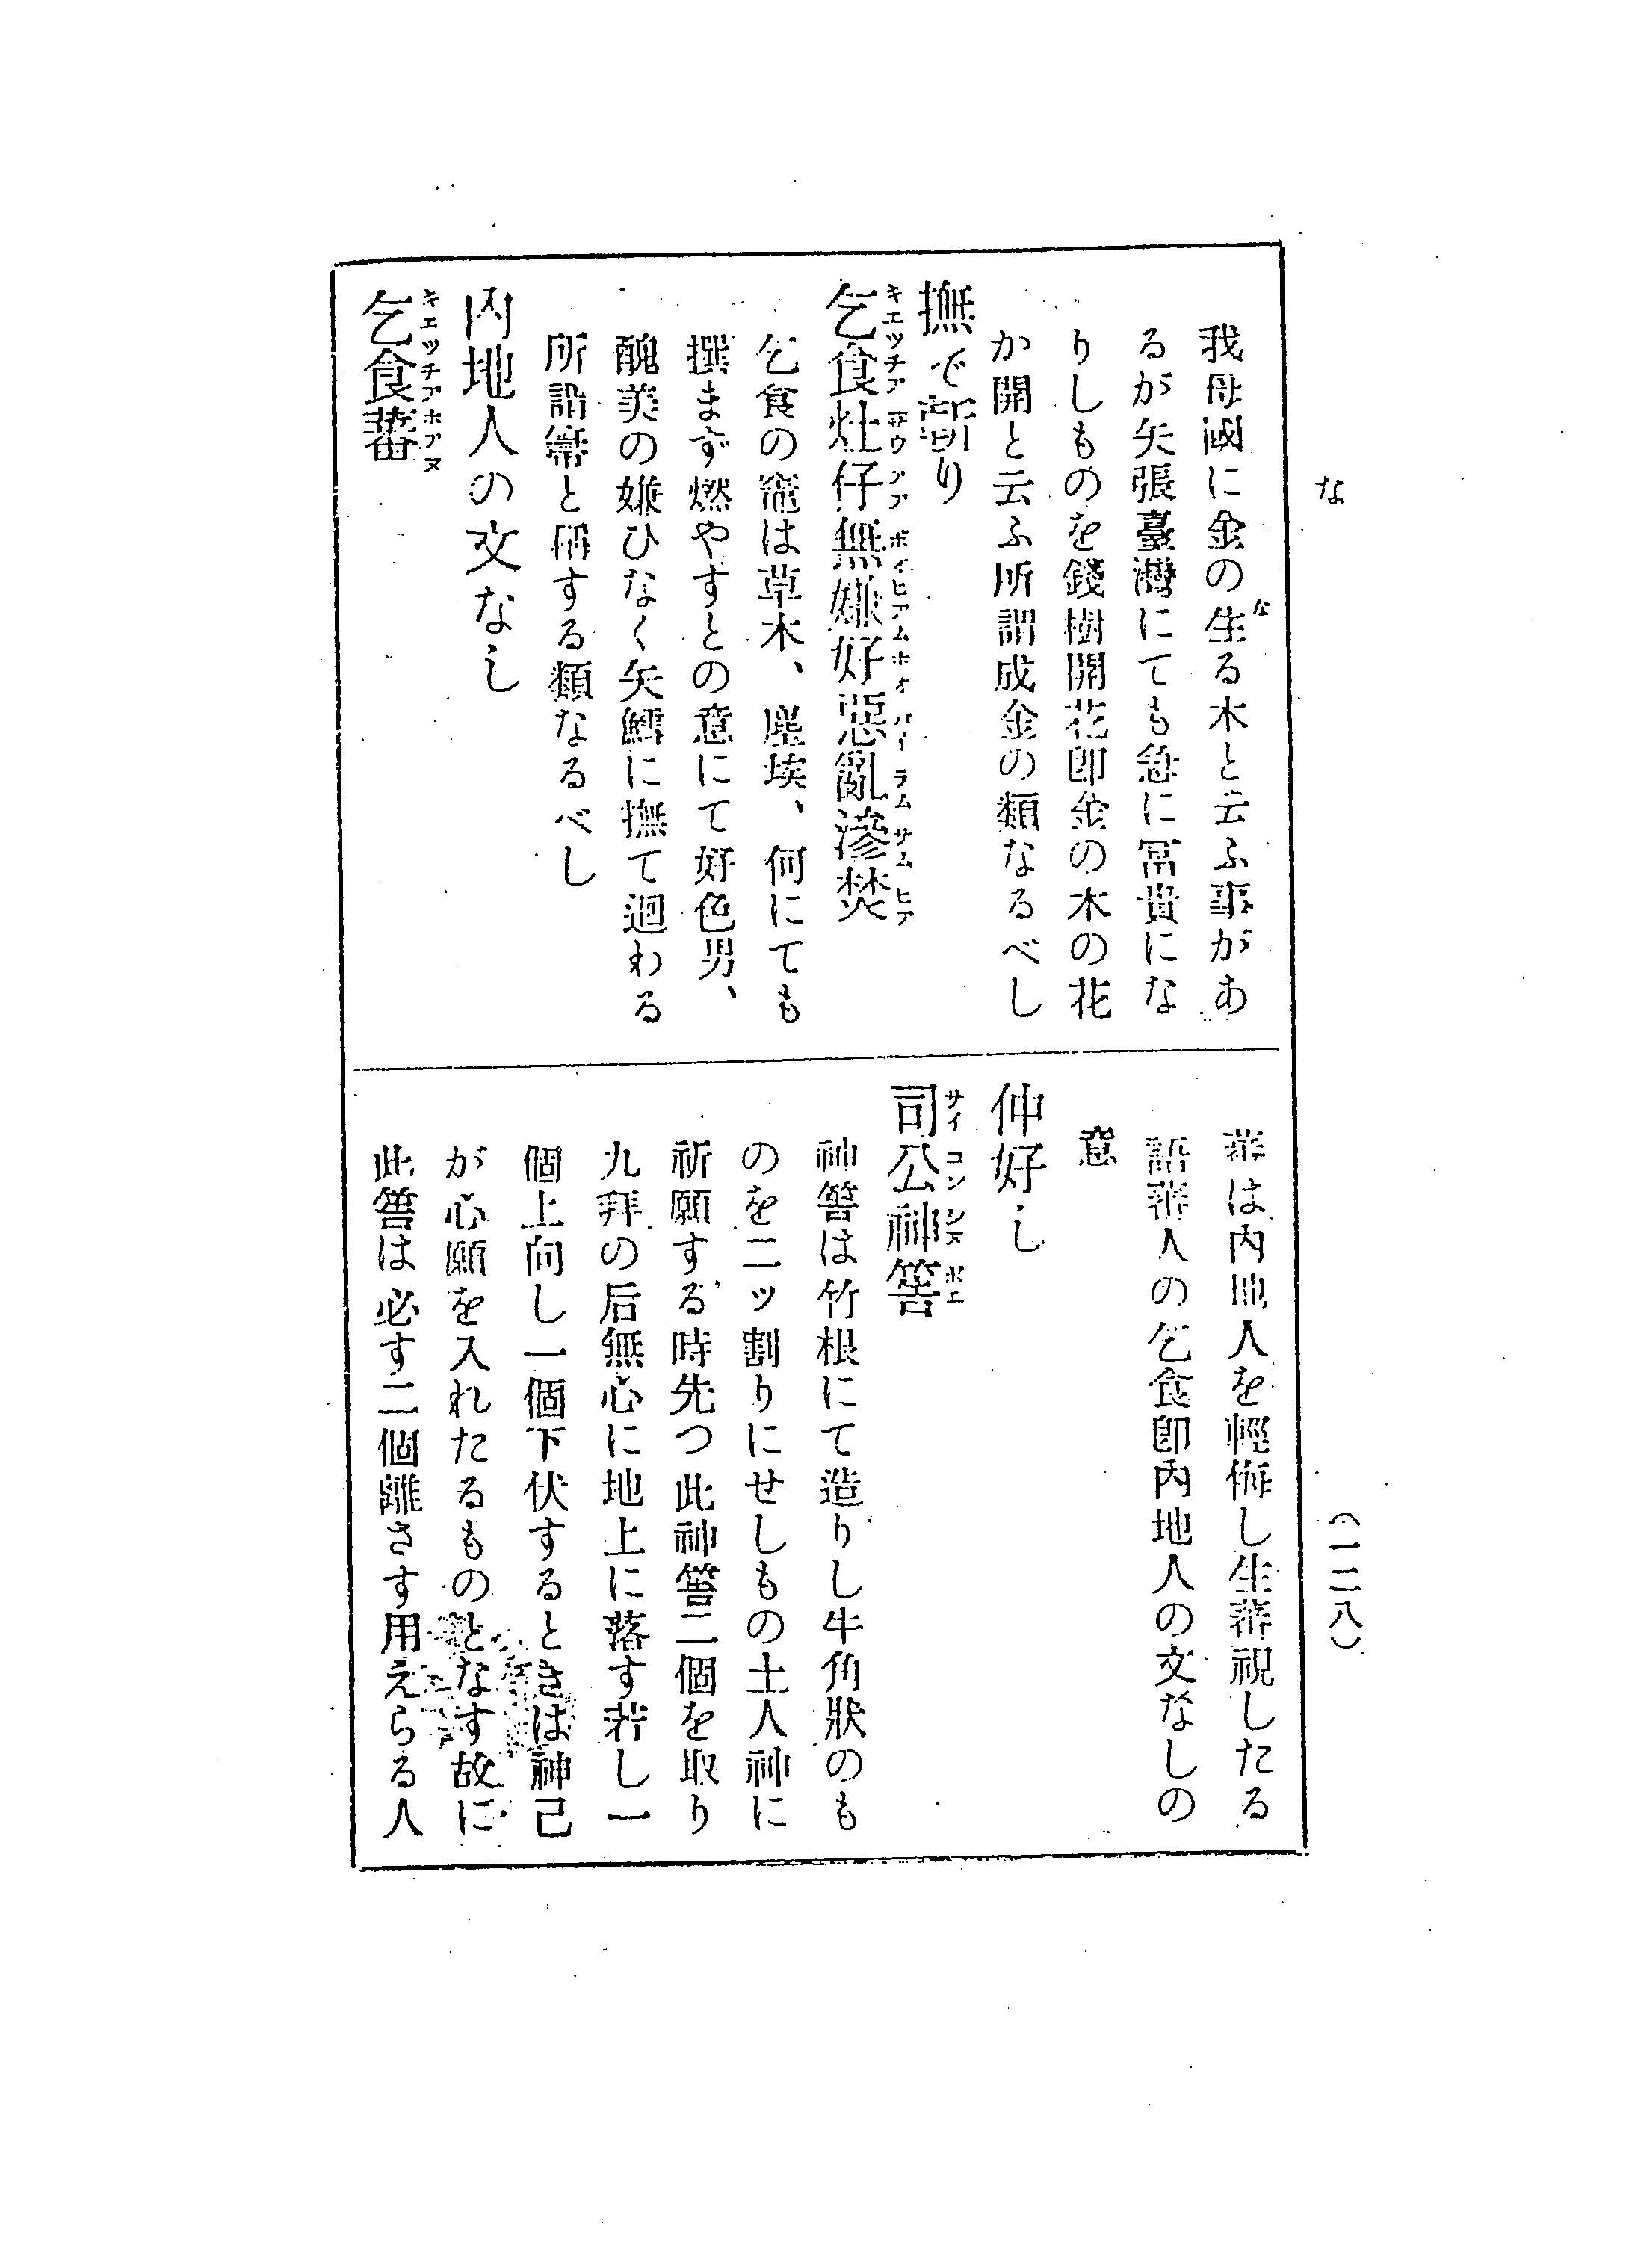 な
我母國に金の生る木と云ふ事があ
るが矢張臺灣にても急に冨貴にな
りしものを錢樹開花卽金の木の花
か開と云ふ所謂成金の類なるべし
撫で斬り
乞食灶仔無嫌好惡亂滲焚
乞食の竈は草木、塵埃、何にても
撰まず燃やすとの意にて好色男、
醜美の嫌ひなく矢鱈に撫て迴わる
所謂箒と稱する類なるべし
內地人の文なし
乞食蕃
蕃は內地人を輕侮し生蕃視したる
語蕃人の乞食卽內地人の文なしの
意
仲好し
司公神筶
神筶は竹根にて造りし牛角狀のも
のを二ッ割りにせしもの土人神に
祈願する時先つ此神筶二個を取り
九拜の后無心に地上に落す若し一
個上向し一個下伏するときは神己
が心願を入れたるものとなす故に
此筶は必す二個離さす用えらる人
(一二八)